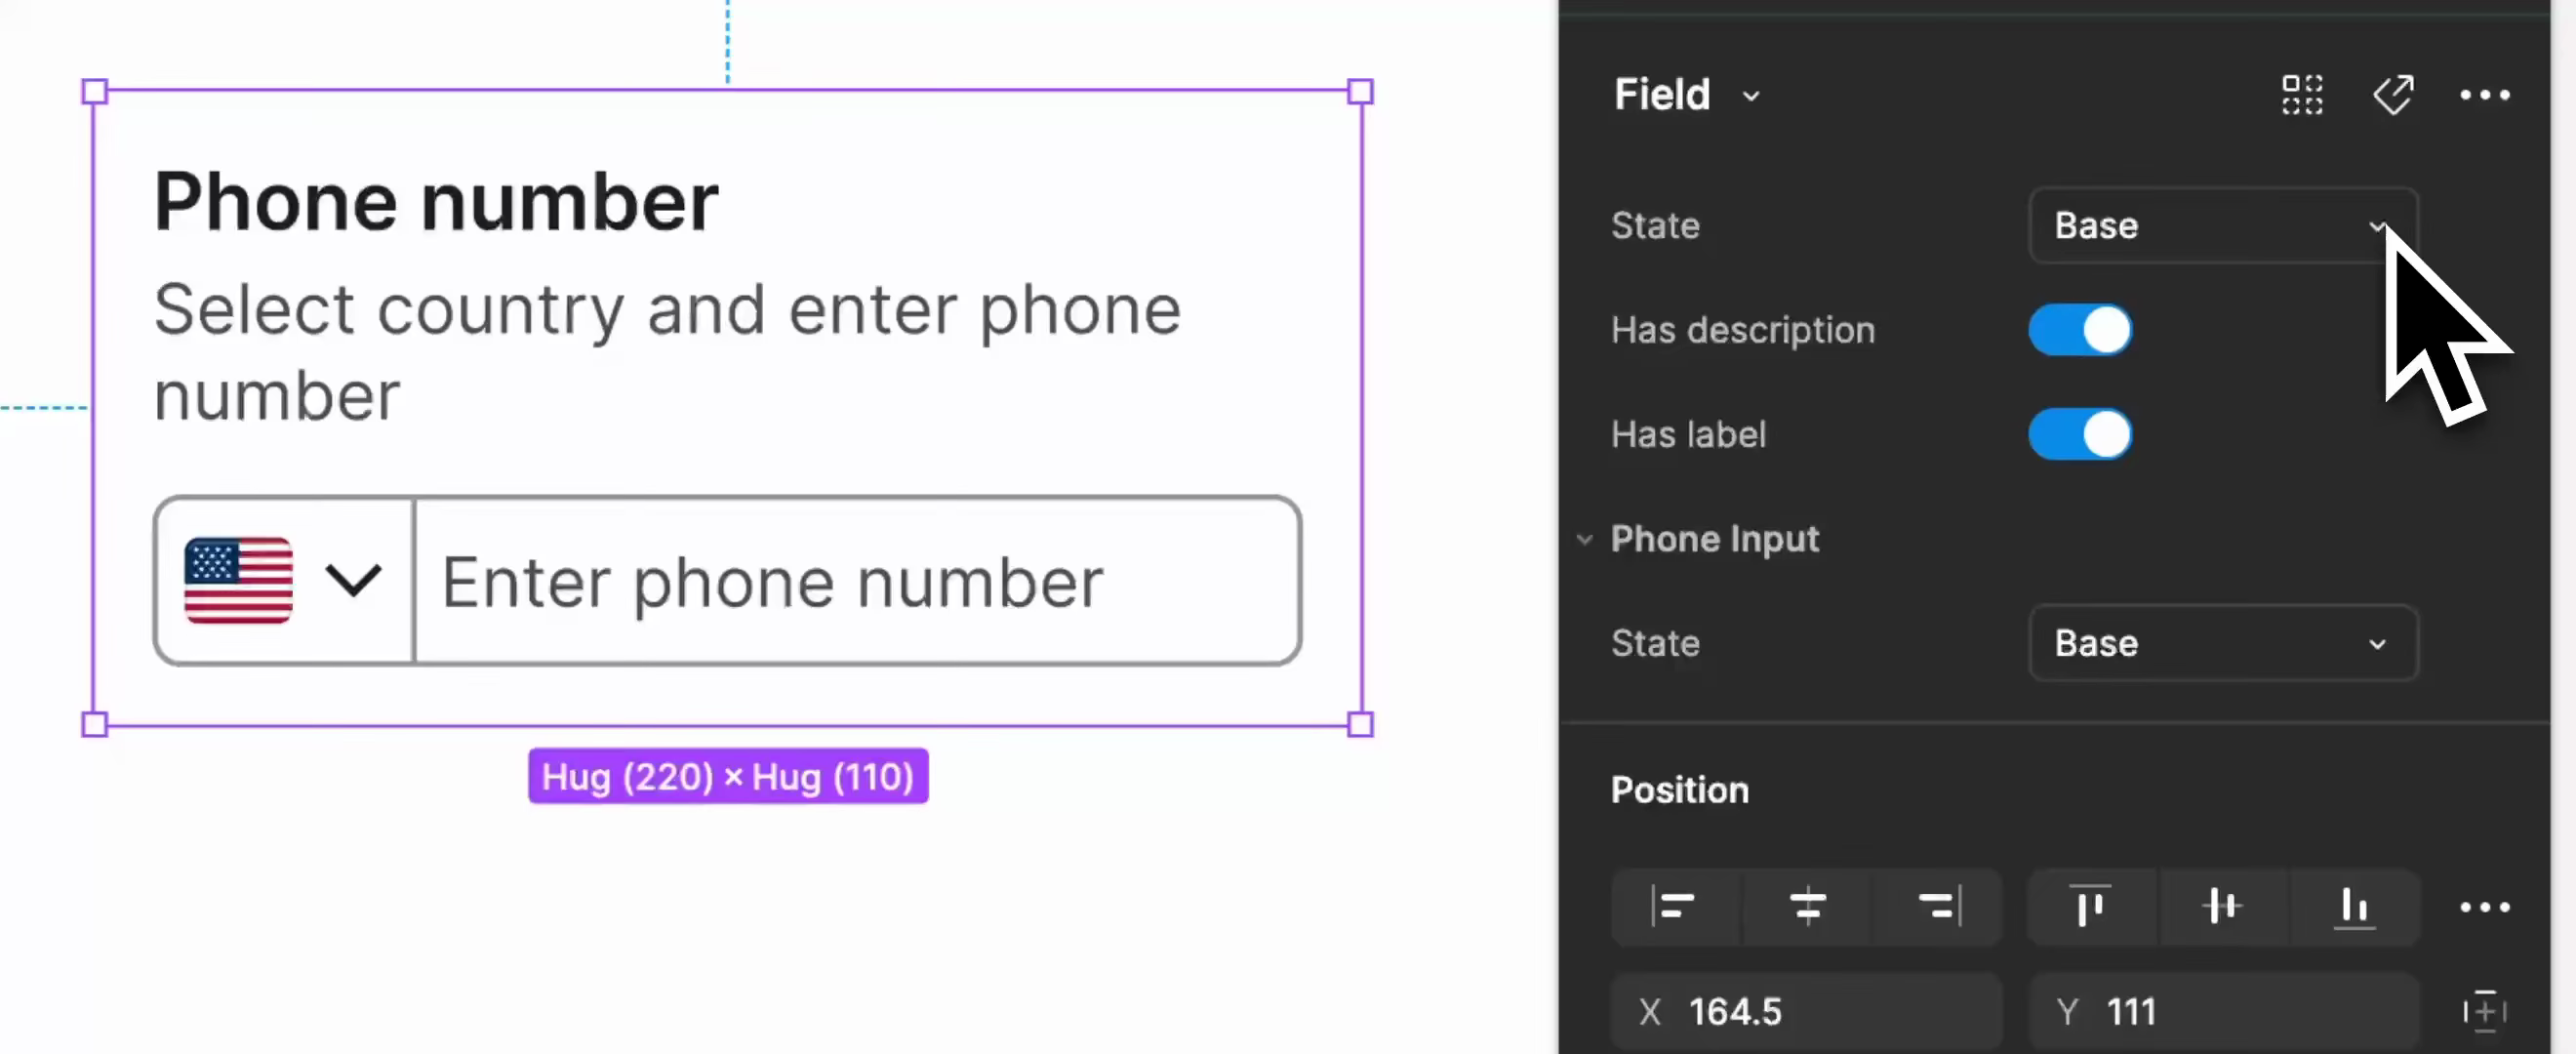 Phone number
Select country and enter phone
number
Enter phone number
Hug (220) × Hug (110)
Field
State
Base
Has description
Has label
Phone Input
State
Base
Position
X 164.5
Y 111